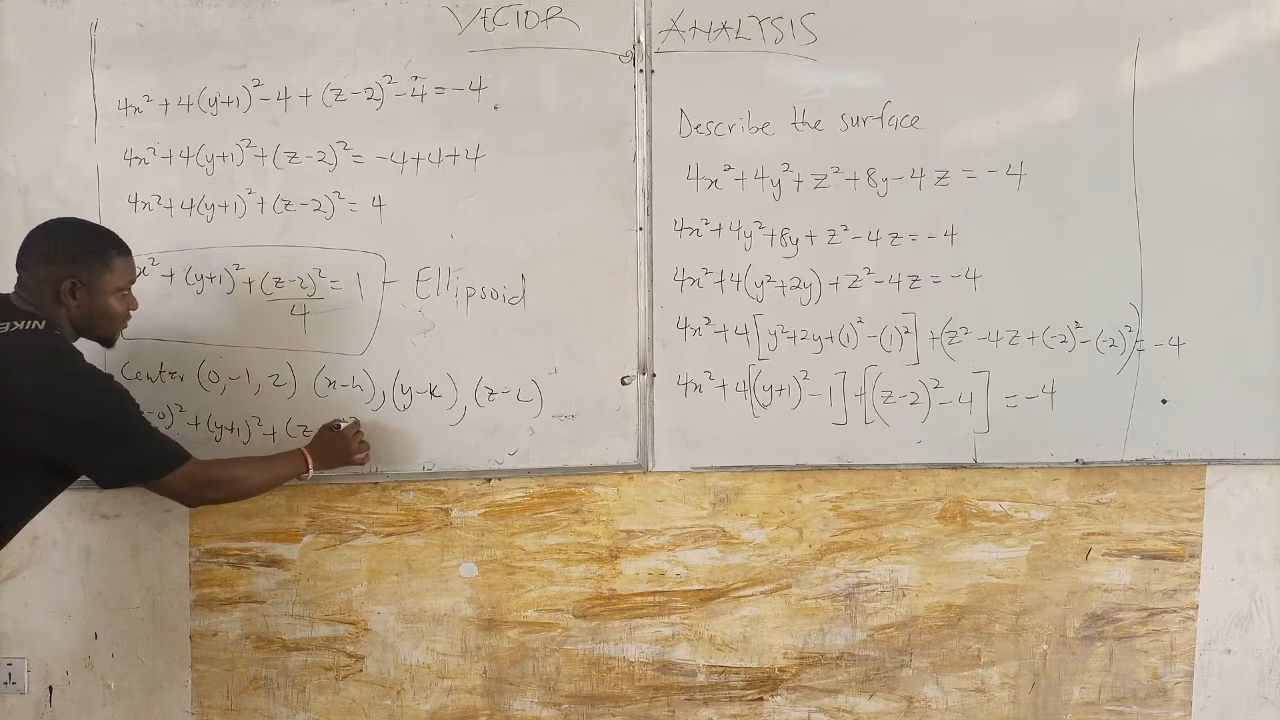 VECTOR ANALYSIS
Describe the surface
4x² + 4y² + z² + 8y - 4z = -4
4x² + 4y² + 8y + z² - 4z = -4
4x² + 4(y² + 2y) + z² - 4z = -4
4x² + 4[y² + 2y + (1)² - (1)²] + (z² - 4z + (-2)² - (-2)²) = -4
4x² + 4[(y+1)² - 1] + [(z-2)² - 4] = -4
4x² + 4(y+1)² - 4 + (z-2)² - 4 = -4
4x² + 4(y+1)² + (z-2)² = -4+4+4
4x² + 4(y+1)² + (z-2)² = 4
x² + (y+1)² + (z-2)²/4 = 1 - Ellipsoid
Center (0, -1, 2) (x-h), (y-k), (z-L)
-0)² + (y+1)² + (z
NIKE